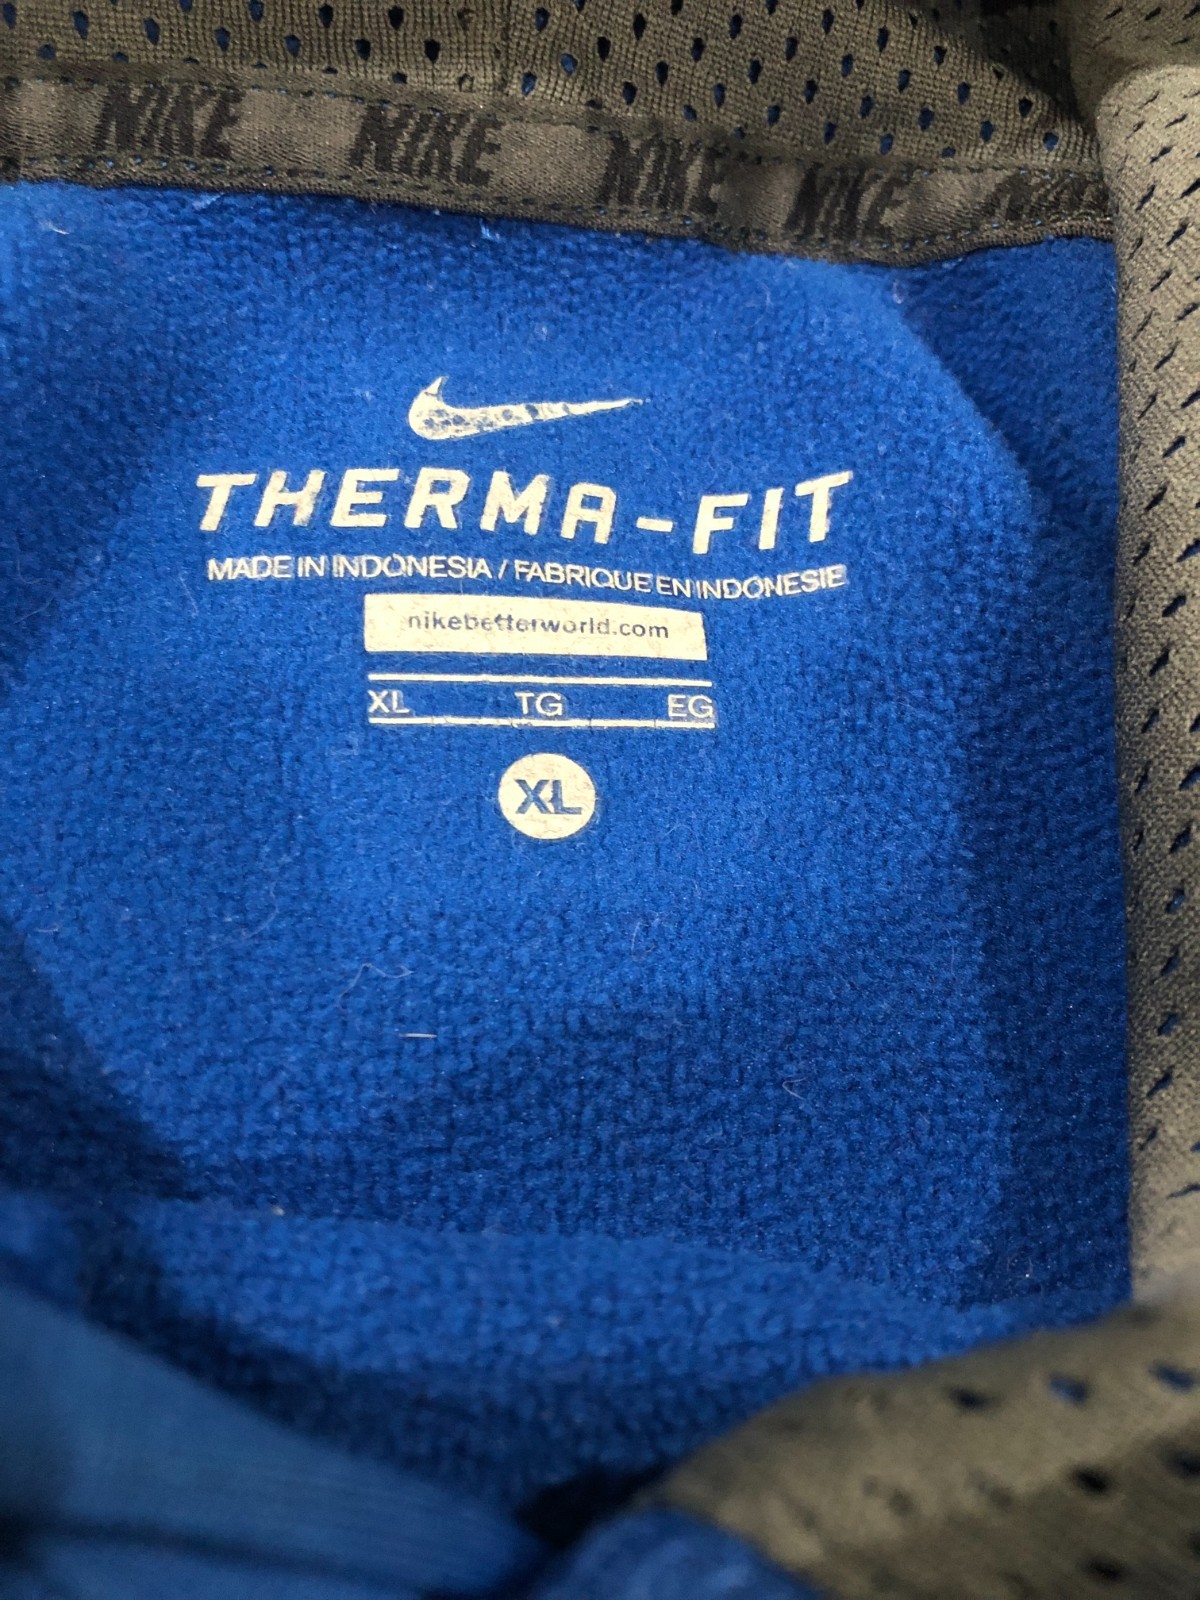 NIKE NIKE NIKE NIKE
THERMA-FIT
MADE IN INDONESIA / FABRIQUE EN INDONESIE
nikebetterworld.com
XL TG EG
XL